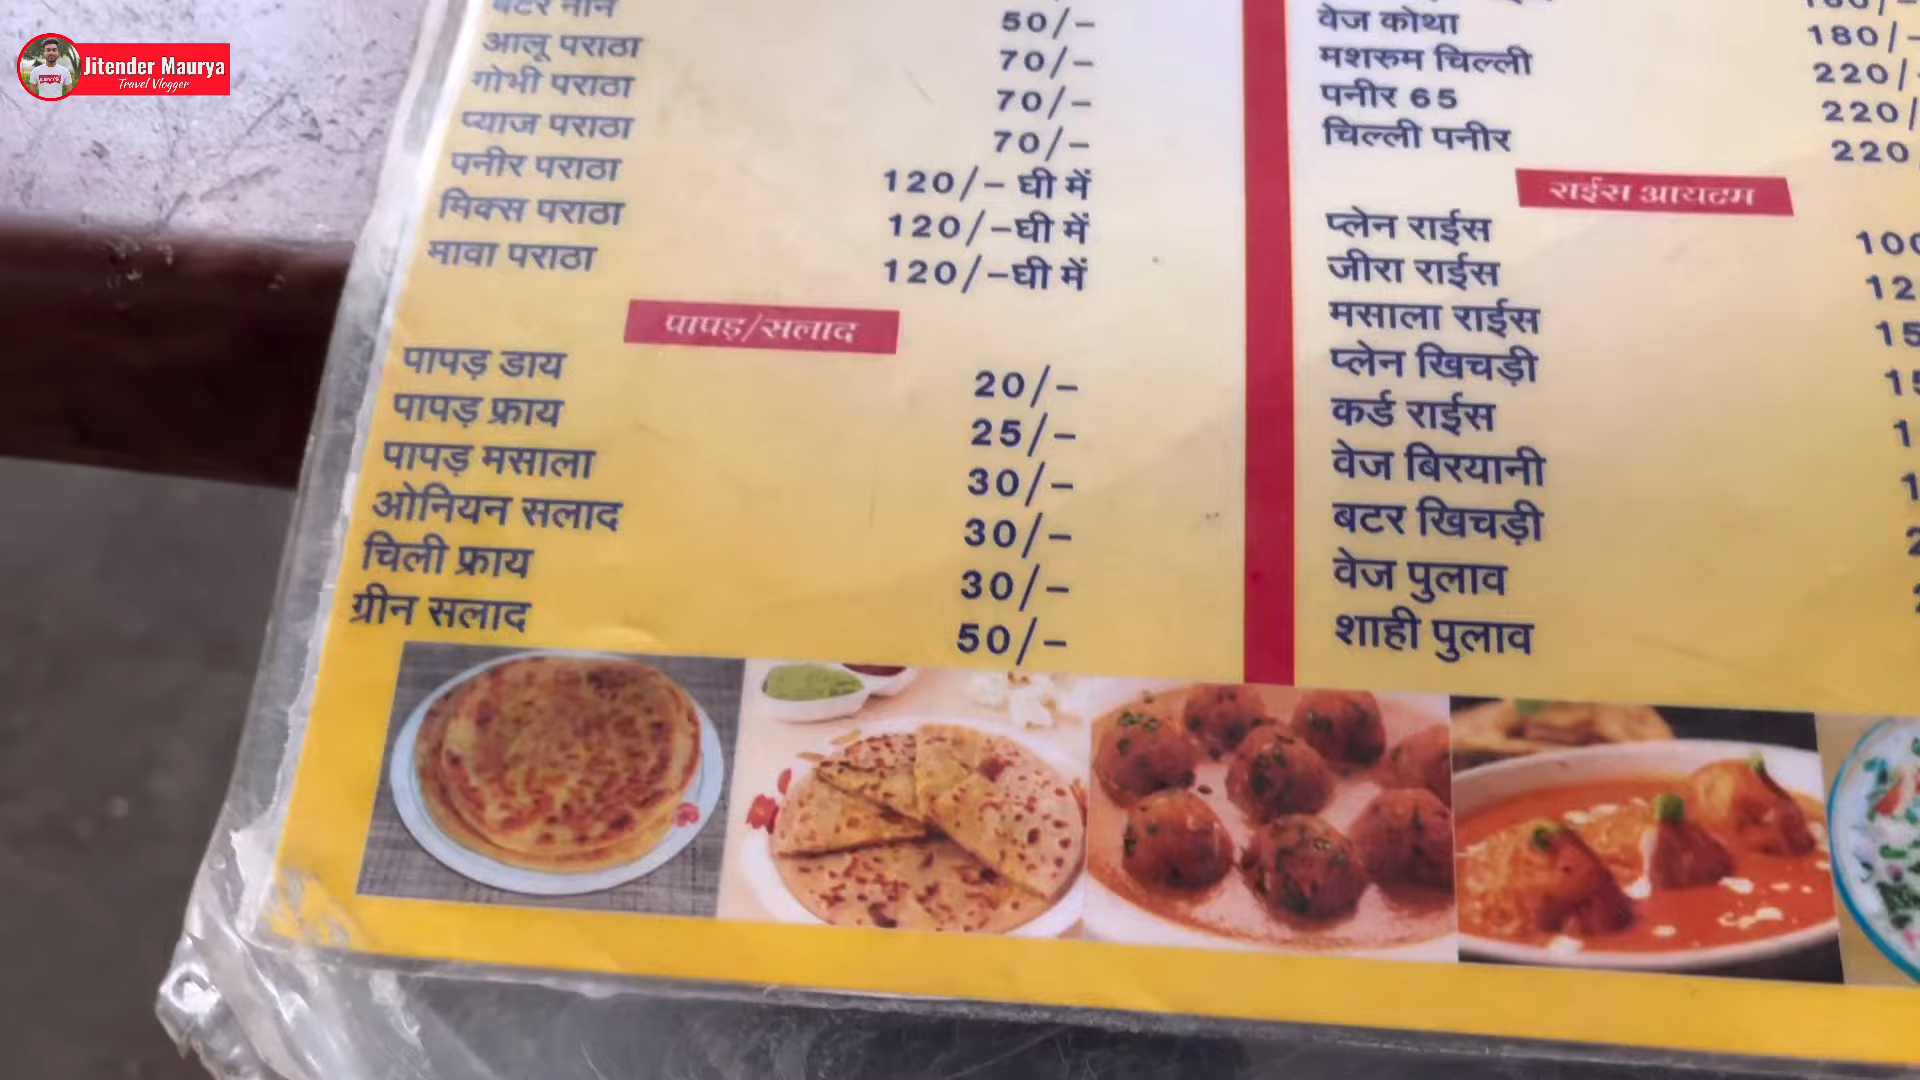 Jitender Maurya
Travel Vlogger
बटर नान 50/-
आलू पराठा 70/-
गोभी पराठा 70/-
प्याज पराठा 70/-
पनीर पराठा 120/- घी में
मिक्स पराठा 120/-घी में
मावा पराठा 120/-घी में
पापड़/सलाद
पापड़ डाय 20/-
पापड़ फ्राय 25/-
पापड़ मसाला 30/-
ओनियन सलाद 30/-
चिली फ्राय 30/-
ग्रीन सलाद 50/-
वेज कोथा 180/-
मशरुम चिल्ली 220/-
पनीर 65 220/
चिल्ली पनीर 220
राईस आयटम
प्लेन राईस
जीरा राईस
मसाला राईस
प्लेन खिचड़ी
कर्ड राईस
वेज बिरयानी
बटर खिचड़ी
वेज पुलाव
शाही पुलाव